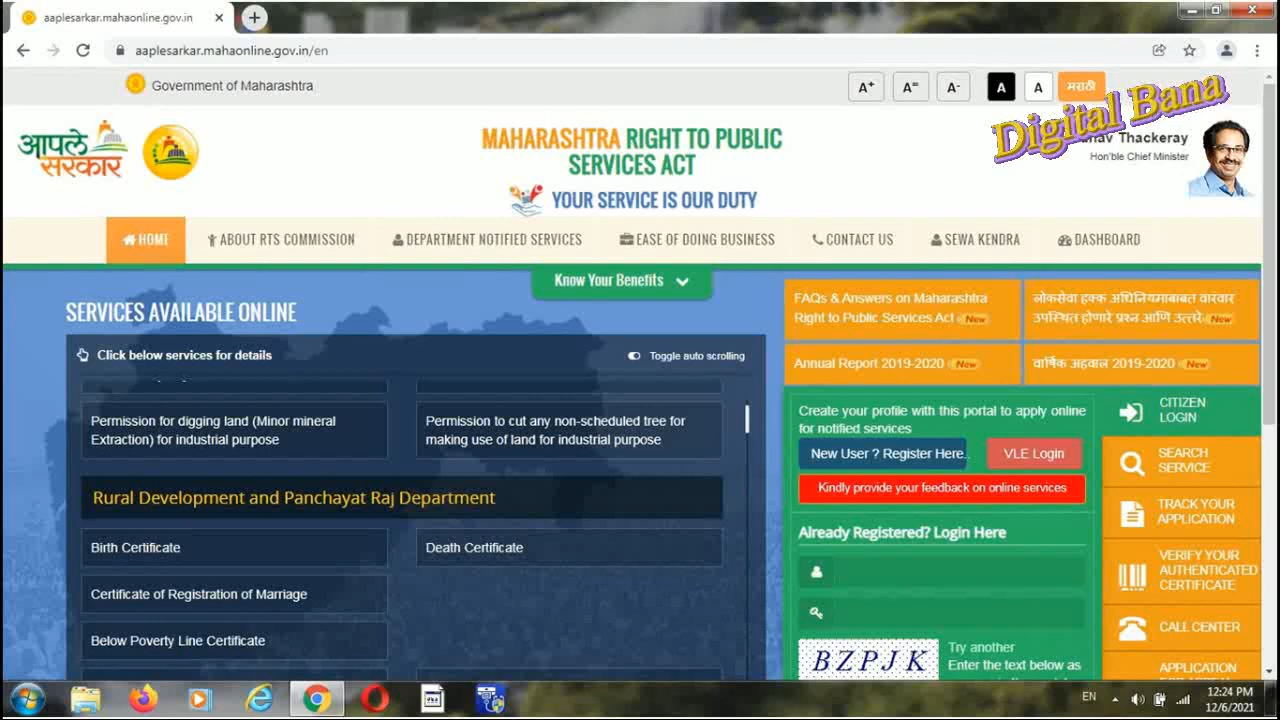 aaplesarkar.mahaonline.gov.in
aaplesarkar.mahaonline.gov.in/en
Government of Maharashtra
A+
A=
A-
A
A
मराठी
Digital Bana
आपले
सरकार
MAHARASHTRA RIGHT TO PUBLIC
SERVICES ACT
YOUR SERVICE IS OUR DUTY
Thackeray
Hon'ble Chief Minister
HOME
ABOUT RTS COMMISSION
DEPARTMENT NOTIFIED SERVICES
EASE OF DOING BUSINESS
CONTACT US
SEWA KENDRA
DASHBOARD
Know Your Benefits
SERVICES AVAILABLE ONLINE
Click below services for details
Toggle auto scrolling
Permission for digging land (Minor mineral
Extraction) for industrial purpose
Permission to cut any non-scheduled tree for
making use of land for industrial purpose
Rural Development and Panchayat Raj Department
Birth Certificate
Death Certificate
Certificate of Registration of Marriage
Below Poverty Line Certificate
FAQs & Answers on Maharashtra
Right to Public Services Act New
लोकसेवा हक्क अधिनियमाबाबत वारंवार
उपस्थित होणारे प्रश्न आणि उत्तरे New
Annual Report 2019-2020 New
वार्षिक अहवाल 2019-2020 New
Create your profile with this portal to apply online
for notified services
New User ? Register Here.
VLE Login
Kindly provide your feedback on online services
Already Registered? Login Here
BZPJK
Try another
Enter the text below as
CITIZEN
LOGIN
SEARCH
SERVICE
TRACK YOUR
APPLICATION
VERIFY YOUR
AUTHENTICATED
CERTIFICATE
CALL CENTER
APPLICATION
EN
12:24 PM
12/6/2021